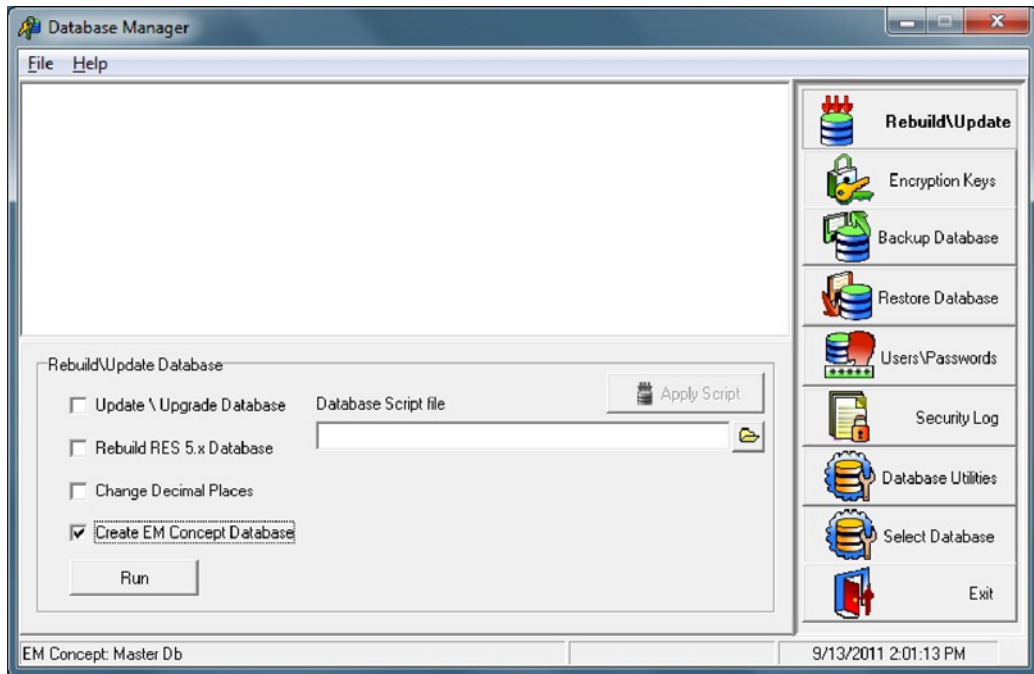 Database Manager
File Help
Rebuild\Update
Encryption Keys
Backup Database
Restore Database
Users\Passwords
Security Log
Database Utilities
Select Database
Exit
Rebuild\Update Database
Update \ Upgrade Database
Rebuild RES 5.x Database
Change Decimal Places
Create EM Concept Database
Run
Database Script file
Apply Script
EM Concept: Master Db
9/13/2011 2:01:13 PM